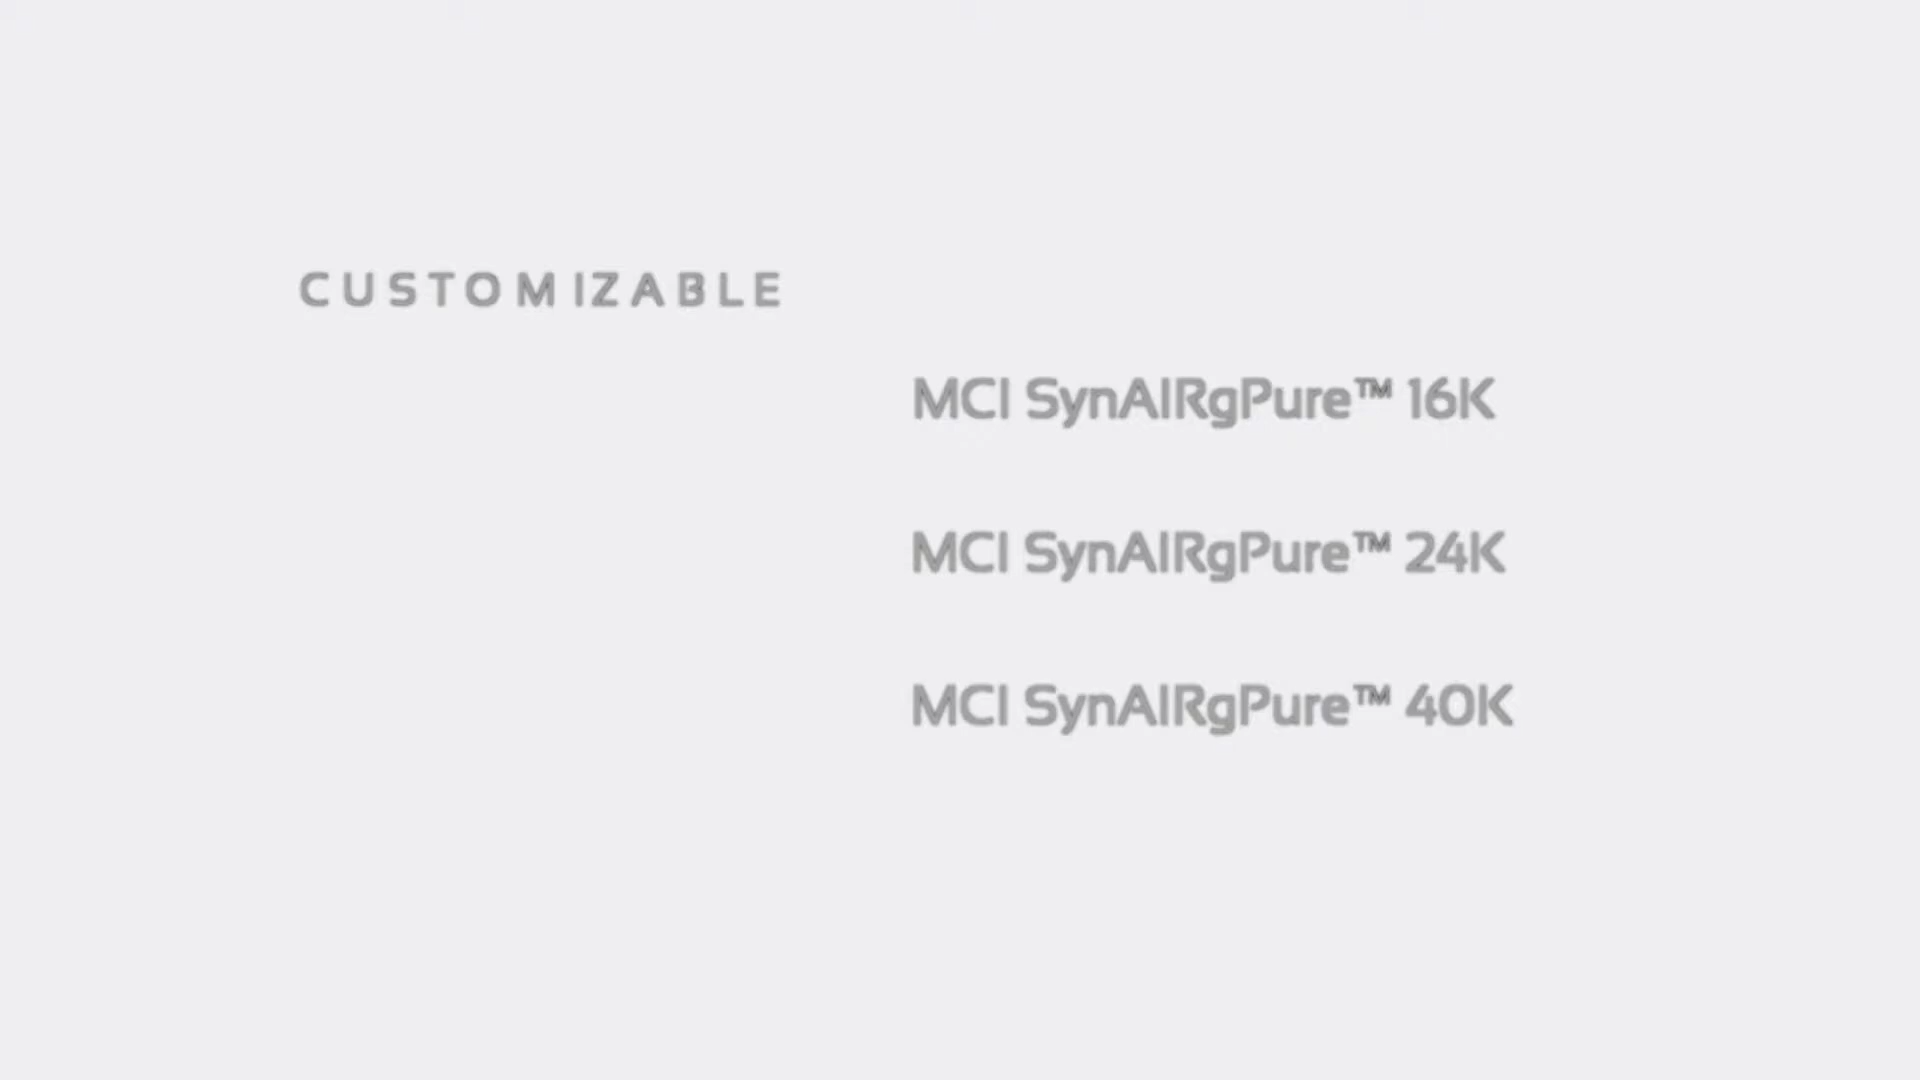 CUSTOMIZABLE
MCI SynAIRgPure™ 16K
MCI SynAIRgPure™ 24K
MCI SynAIRgPure™ 40K